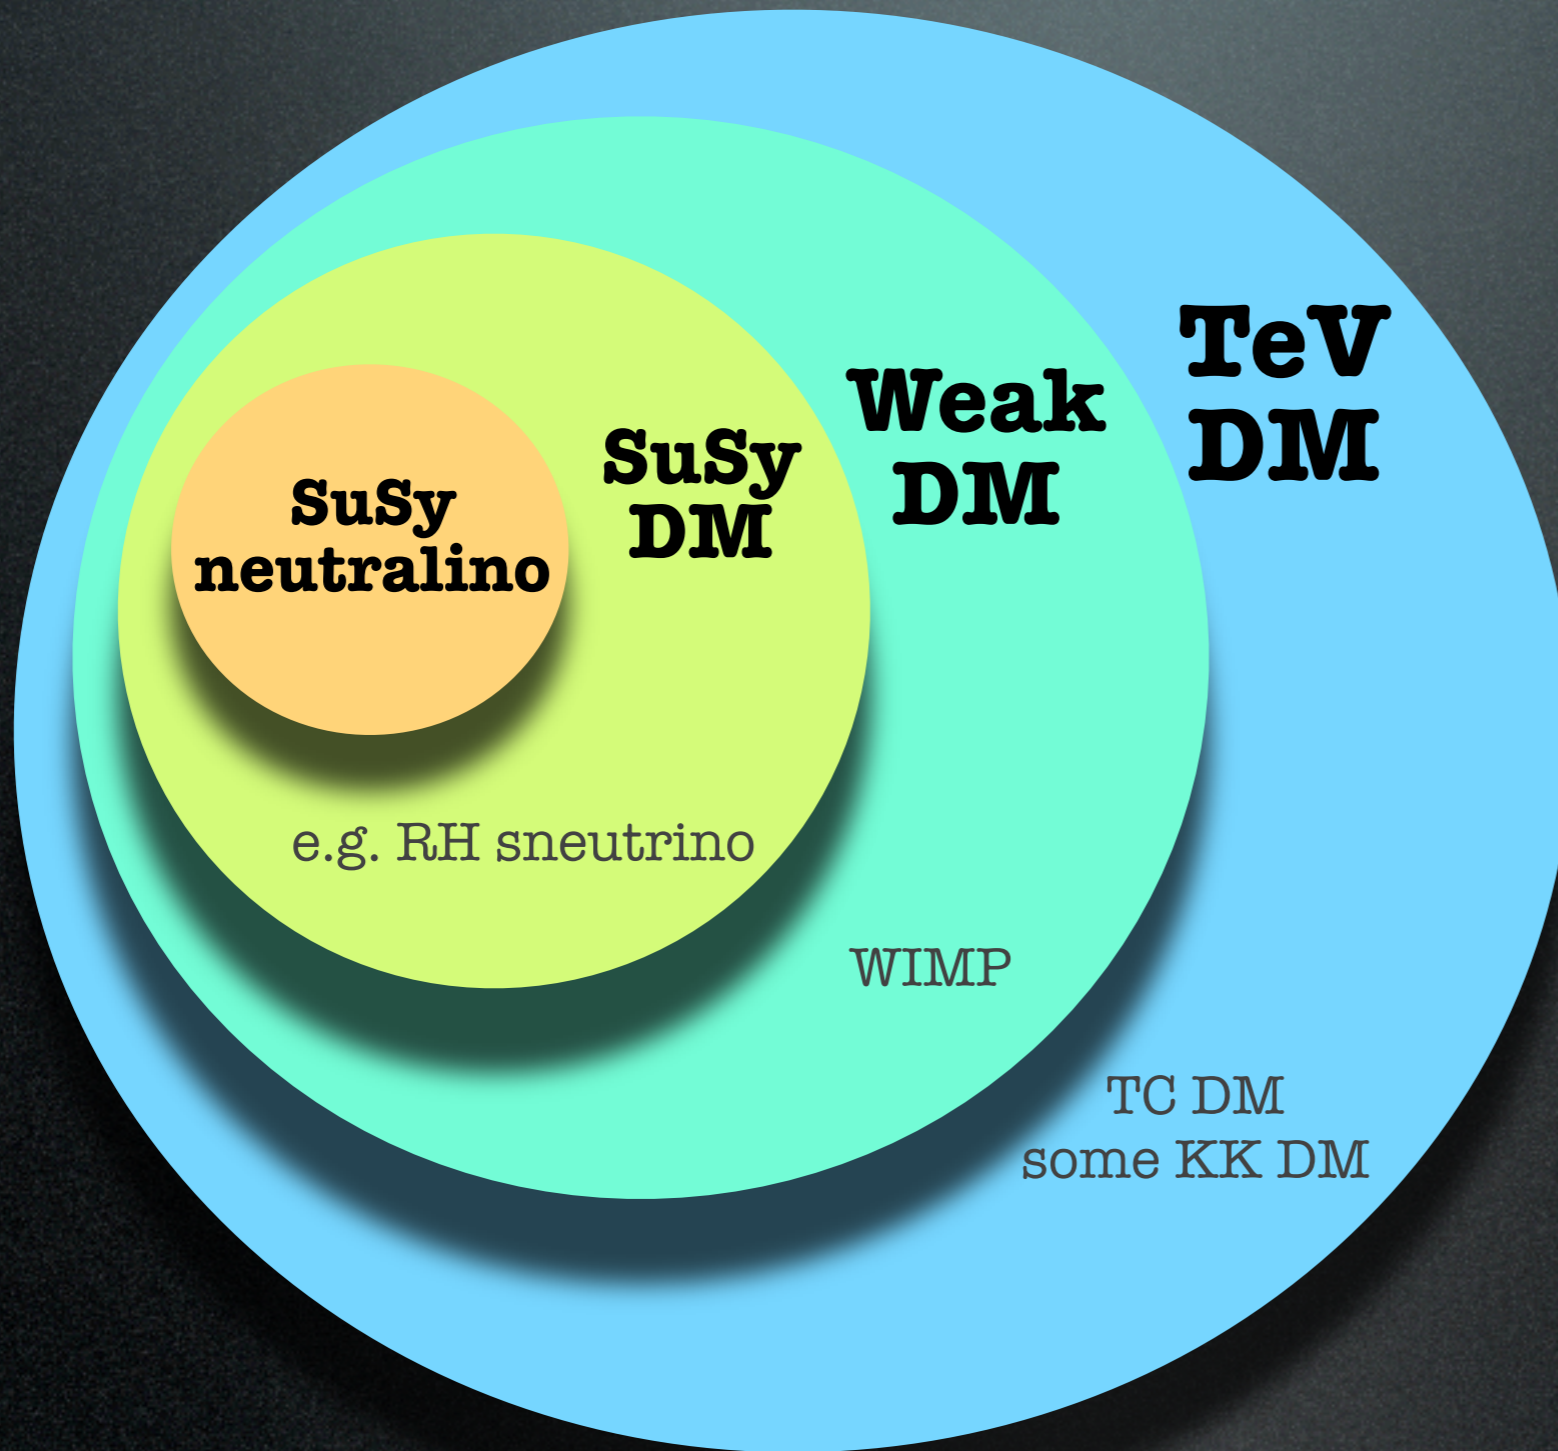 SuSy
neutralino
SuSy
DM
Weak
DM
TeV
DM
e.g. RH sneutrino
WIMP
TC DM
some KK DM